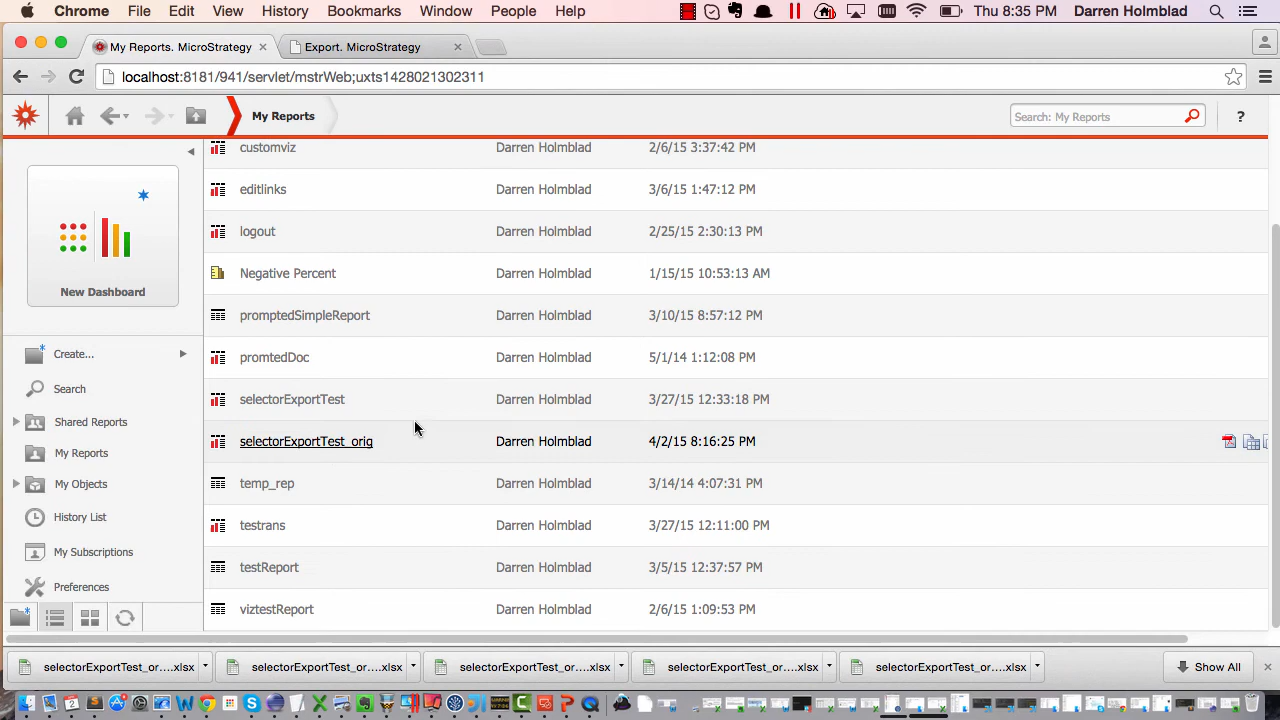 Chrome File Edit View History Bookmarks Window People Help Thu 8:35 PM Darren Holmblad
My Reports. MicroStrategy Export. MicroStrategy
localhost:8181/941/servlet/mstrWeb;uxts1428021302311
My Reports Search: My Reports ?
customviz Darren Holmblad 2/6/15 3:37:42 PM
editlinks Darren Holmblad 3/6/15 1:47:12 PM
logout Darren Holmblad 2/25/15 2:30:13 PM
Negative Percent Darren Holmblad 1/15/15 10:53:13 AM
New Dashboard
promptedSimpleReport Darren Holmblad 3/10/15 8:57:12 PM
Create... promtedDoc Darren Holmblad 5/1/14 1:12:08 PM
Search selectorExportTest Darren Holmblad 3/27/15 12:33:18 PM
Shared Reports
My Reports selectorExportTest_orig Darren Holmblad 4/2/15 8:16:25 PM
My Objects temp_rep Darren Holmblad 3/14/14 4:07:31 PM
History List testrans Darren Holmblad 3/27/15 12:11:00 PM
My Subscriptions testReport Darren Holmblad 3/5/15 12:37:57 PM
Preferences viztestReport Darren Holmblad 2/6/15 1:09:53 PM
selectorExportTest_or....xlsx selectorExportTest_or....xlsx selectorExportTest_or....xlsx selectorExportTest_or....xlsx selectorExportTest_or....xlsx Show All